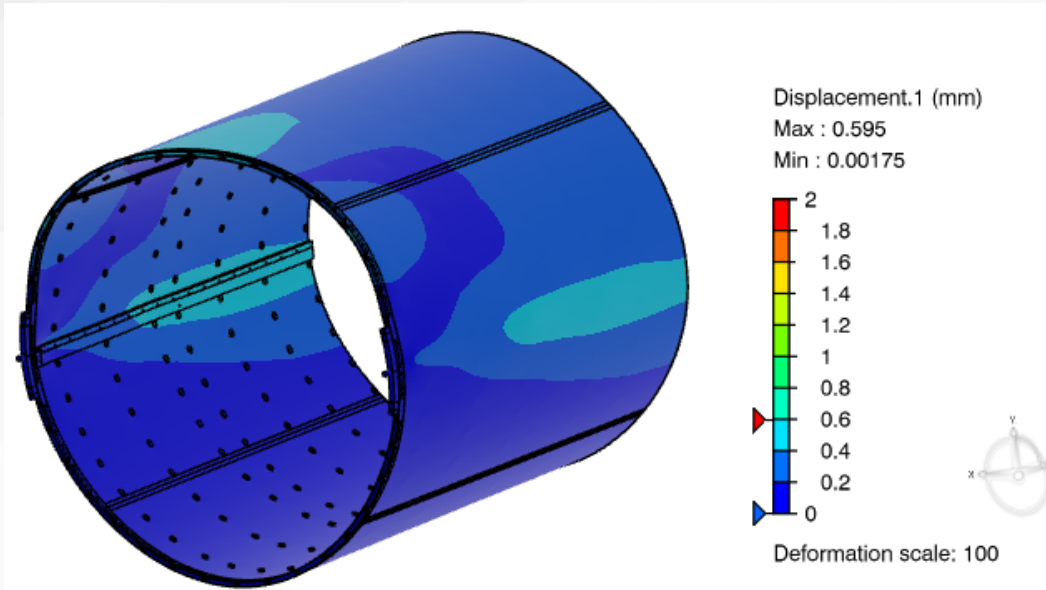 Displacement.1 (mm)
Max : 0.595
Min : 0.00175
2
1.8
1.6
1.4
1.2
1
0.8
0.6
0.4
0.2
0
Y
X
Deformation scale: 100